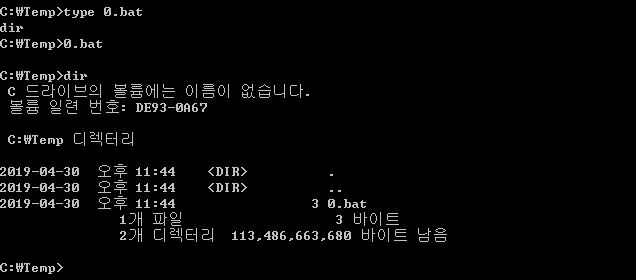 C:₩Temp>type 0.bat
dir
C:₩Temp>0.bat
C:₩Temp>dir
C 드라이브의 볼륨에는 이름이 없습니다.
볼륨 일련 번호: DE93-0A67
C:₩Temp 디렉터리
2019-04-30 오후 11:44 <DIR> .
2019-04-30 오후 11:44 <DIR> ..
2019-04-30 오후 11:44 3 0.bat
1개 파일 3 바이트
2개 디렉터리 113,486,663,680 바이트 남음
C:₩Temp>